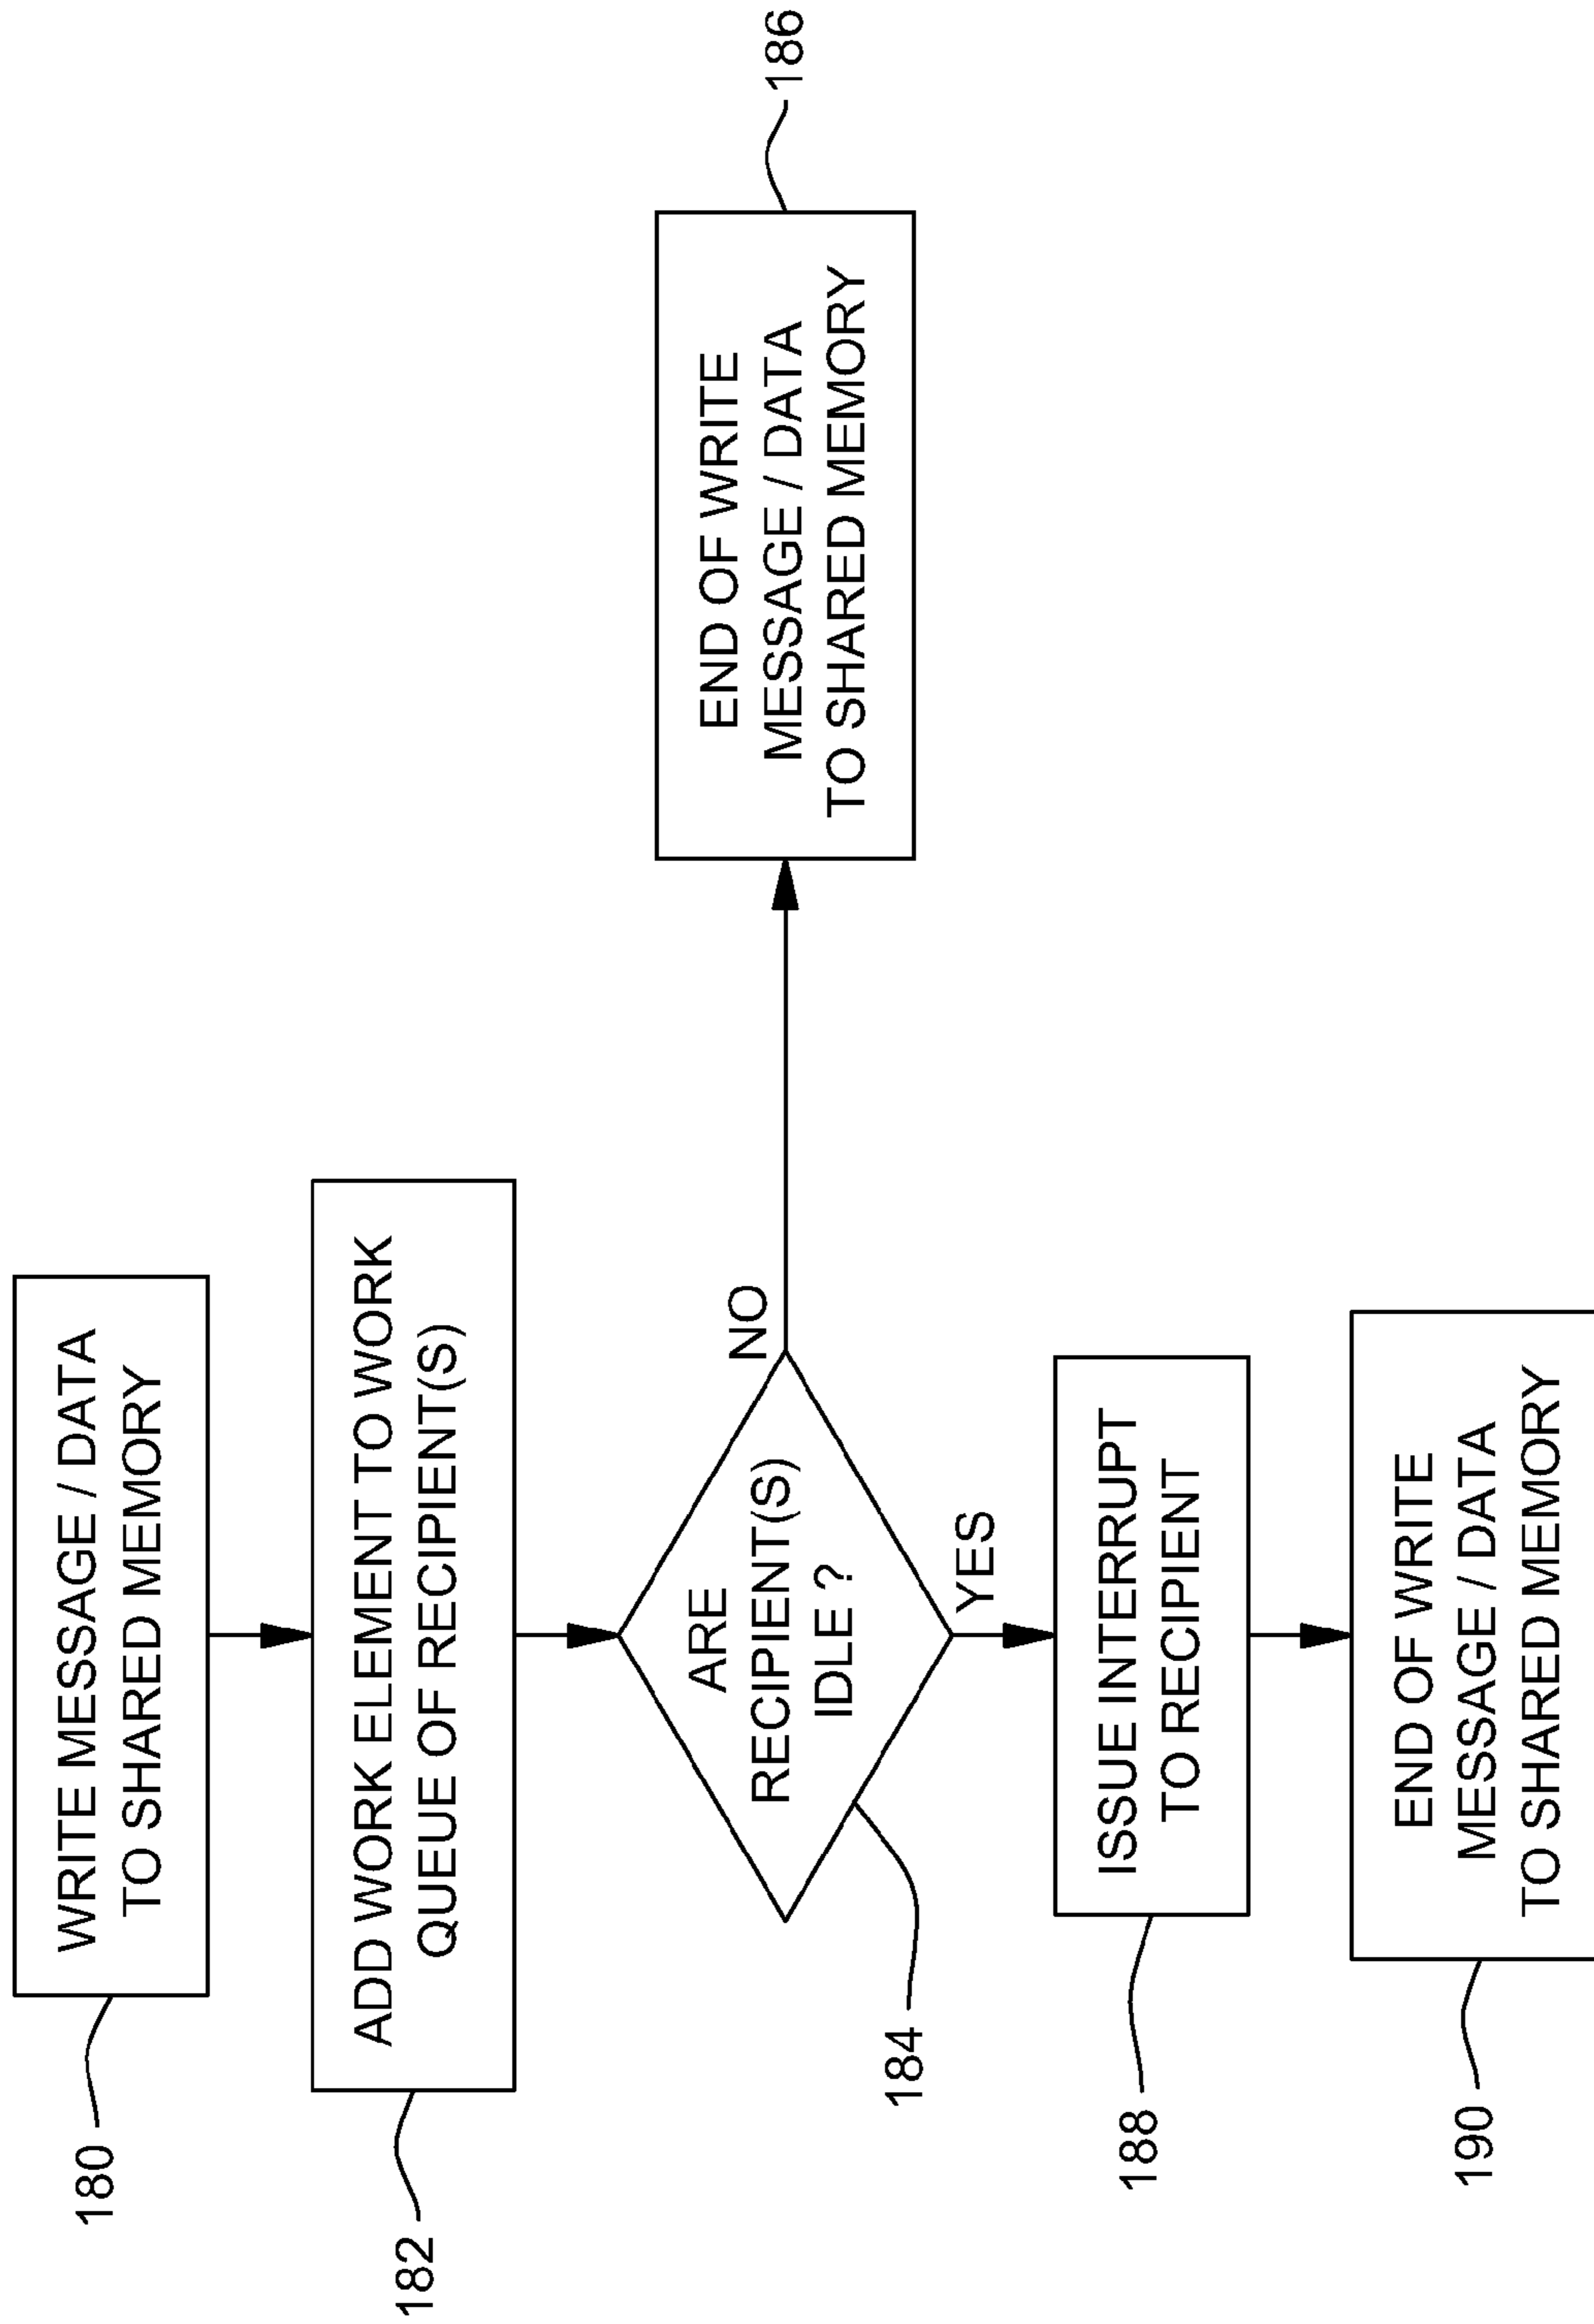 180
WRITE MESSAGE / DATA
TO SHARED MEMORY
182
ADD WORK ELEMENT TO WORK
QUEUE OF RECIPIENT(S)
184
ARE
RECIPIENT(S)
IDLE ?
NO
186
END OF WRITE
MESSAGE / DATA
TO SHARED MEMORY
YES
188
ISSUE INTERRUPT
TO RECIPIENT
190
END OF WRITE
MESSAGE / DATA
TO SHARED MEMORY